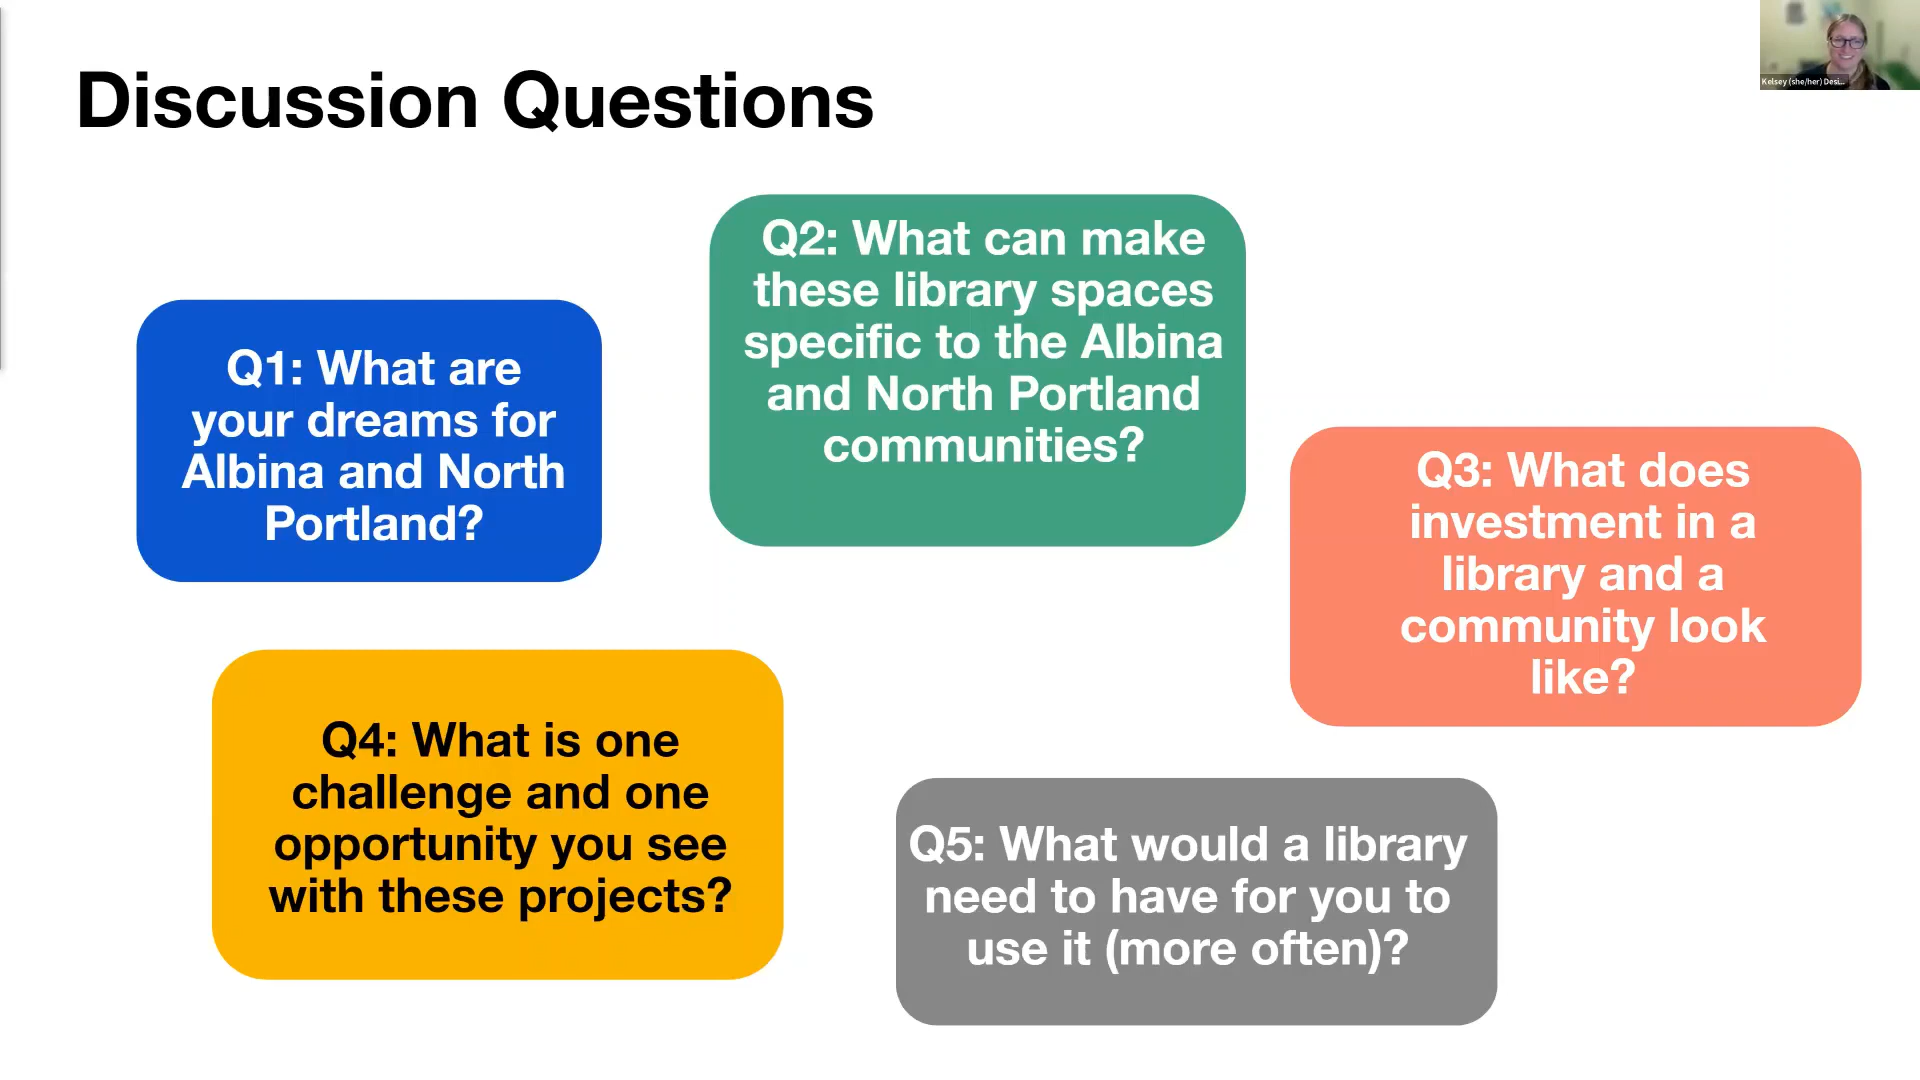 Discussion Questions
Kelsey (she/her) Desi...
Q1: What are
your dreams for
Albina and North
Portland?
Q2: What can make
these library spaces
specific to the Albina
and North Portland
communities?
Q3: What does
investment in a
library and a
community look
like?
Q4: What is one
challenge and one
opportunity you see
with these projects?
Q5: What would a library
need to have for you to
use it (more often)?